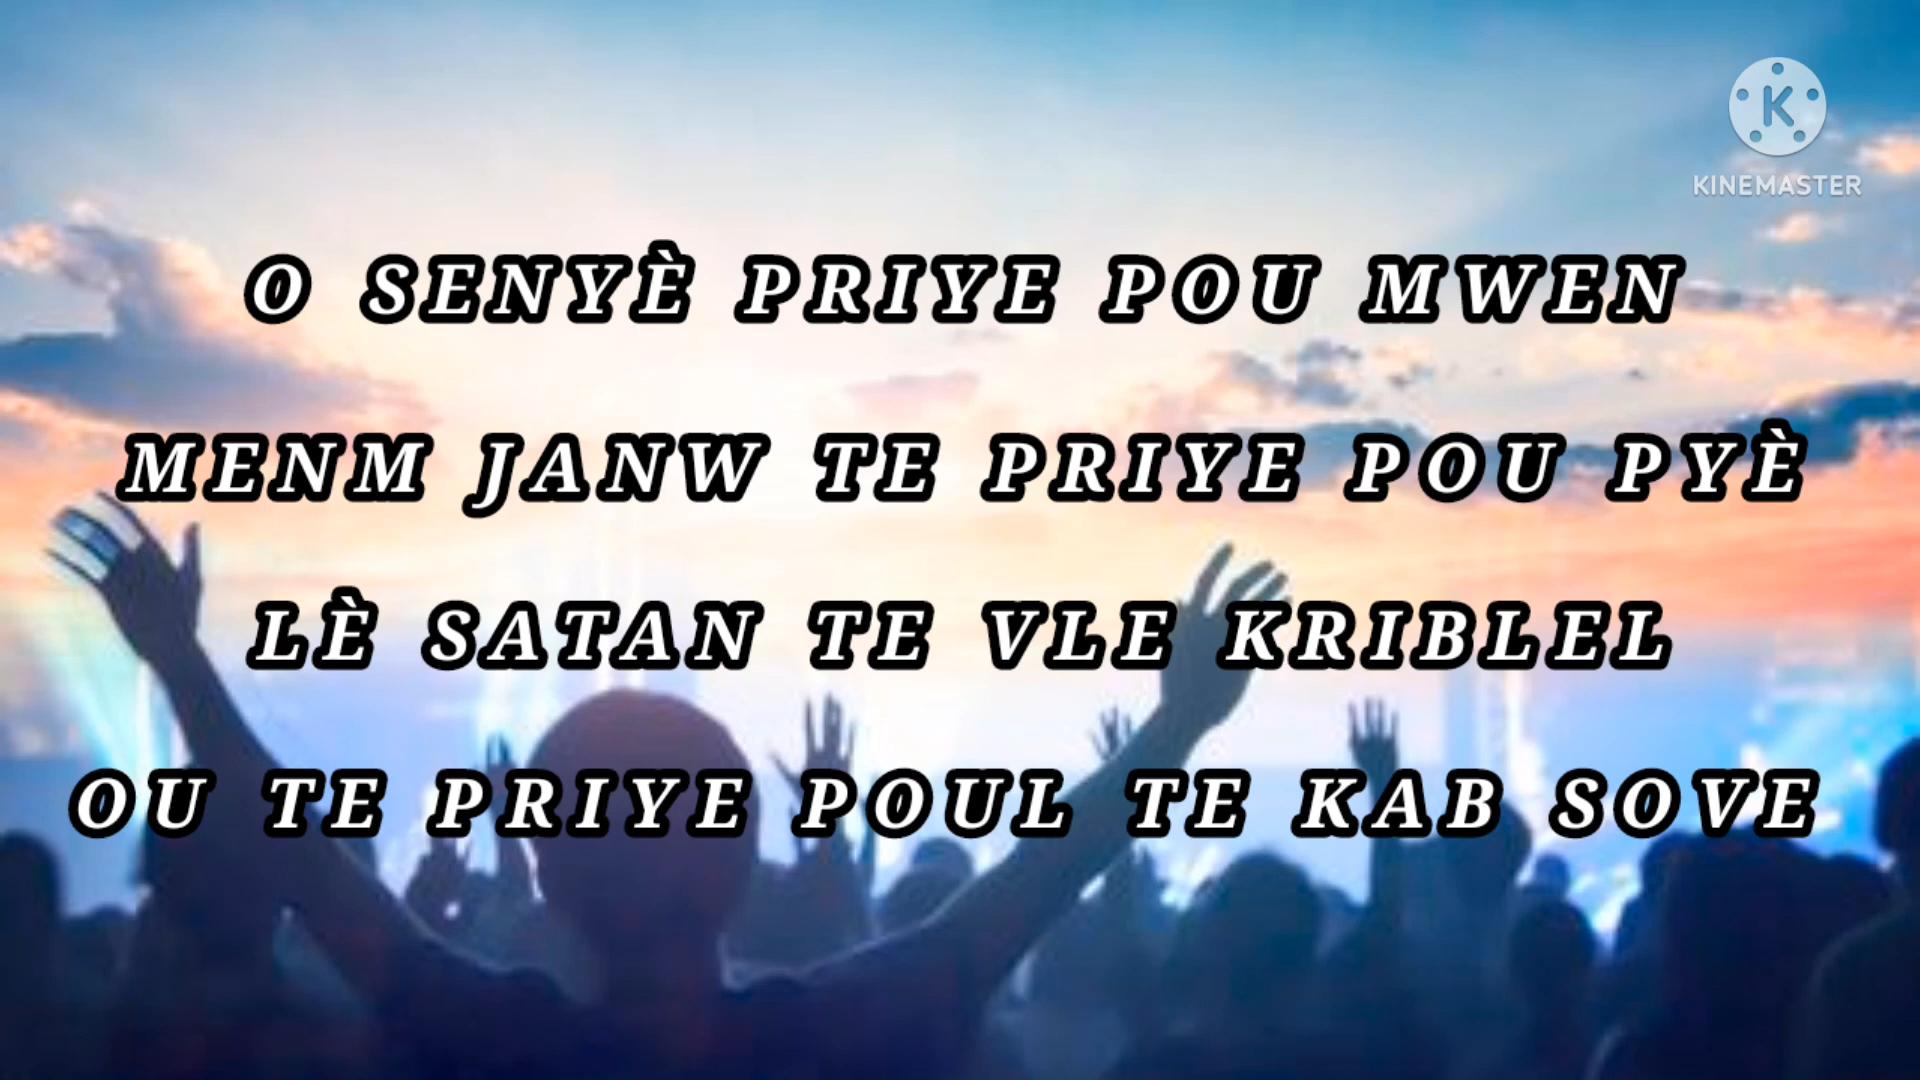 KINEMASTER
O SENYÈ PRIYE POU MWEN
MENM JANW TE PRIYE POU PYÈ
LÈ SATAN TE VLE KRIBLEL
OU TE PRIYE POUL TE KAB SOVE